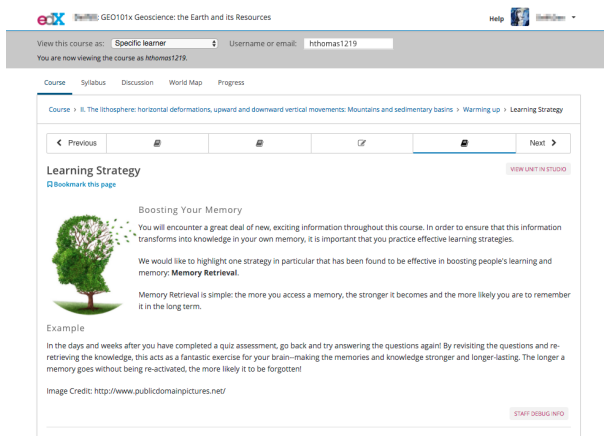 edX : GEO101x Geoscience: the Earth and its Resources Help
View this course as: Specific learner Username or email: hthomas1219
You are now viewing the course as hthomas1219.
Course Syllabus Discussion World Map Progress
Course > II. The lithosphere: horizontal deformations, upward and downward vertical movements: Mountains and sedimentary basins > Warming up > Learning Strategy
Previous Next
Learning Strategy VIEW UNIT IN STUDIO
Bookmark this page
Boosting Your Memory
You will encounter a great deal of new, exciting information throughout this course. In order to ensure that this information
transforms into knowledge in your own memory, it is important that you practice effective learning strategies.
We would like to highlight one strategy in particular that has been found to be effective in boosting people's learning and
memory: Memory Retrieval.
Memory Retrieval is simple: the more you access a memory, the stronger it becomes and the more likely you are to remember
it in the long term.
Example
In the days and weeks after you have completed a quiz assessment, go back and try answering the questions again! By revisiting the questions and re-
retrieving the knowledge, this acts as a fantastic exercise for your brain--making the memories and knowledge stronger and longer-lasting. The longer a
memory goes without being re-activated, the more likely it to be forgotten!
Image Credit: http://www.publicdomainpictures.net/
STAFF DEBUG INFO